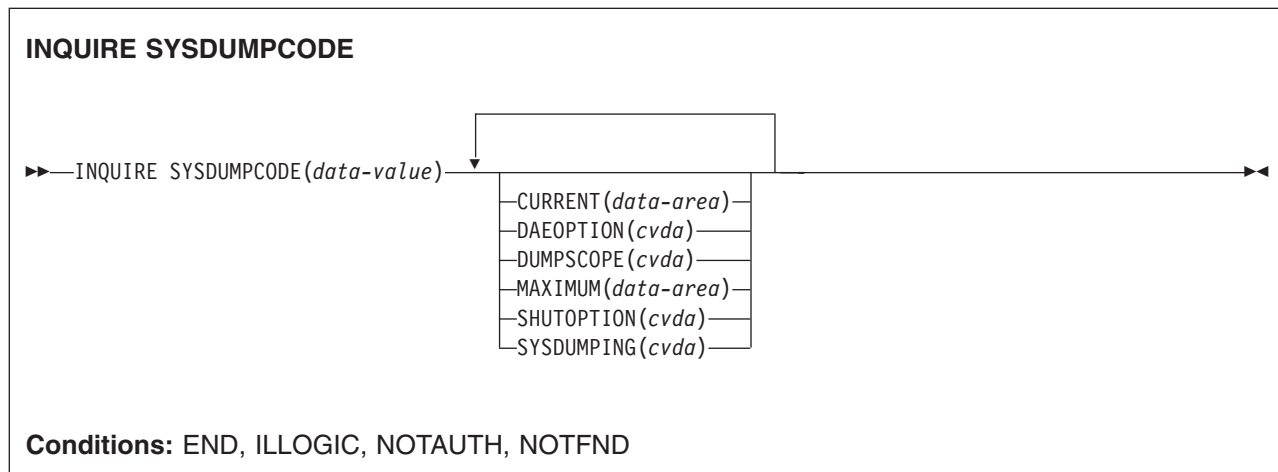 INQUIRE SYSDUMPCODE
INQUIRE SYSDUMPCODE(data-value)
CURRENT(data-area)
DAEOPTION(cvda)
DUMPSCOPE(cvda)
MAXIMUM(data-area)
SHUTOPTION(cvda)
SYSDUMPING(cvda)
Conditions: END, ILLOGIC, NOTAUTH, NOTFND